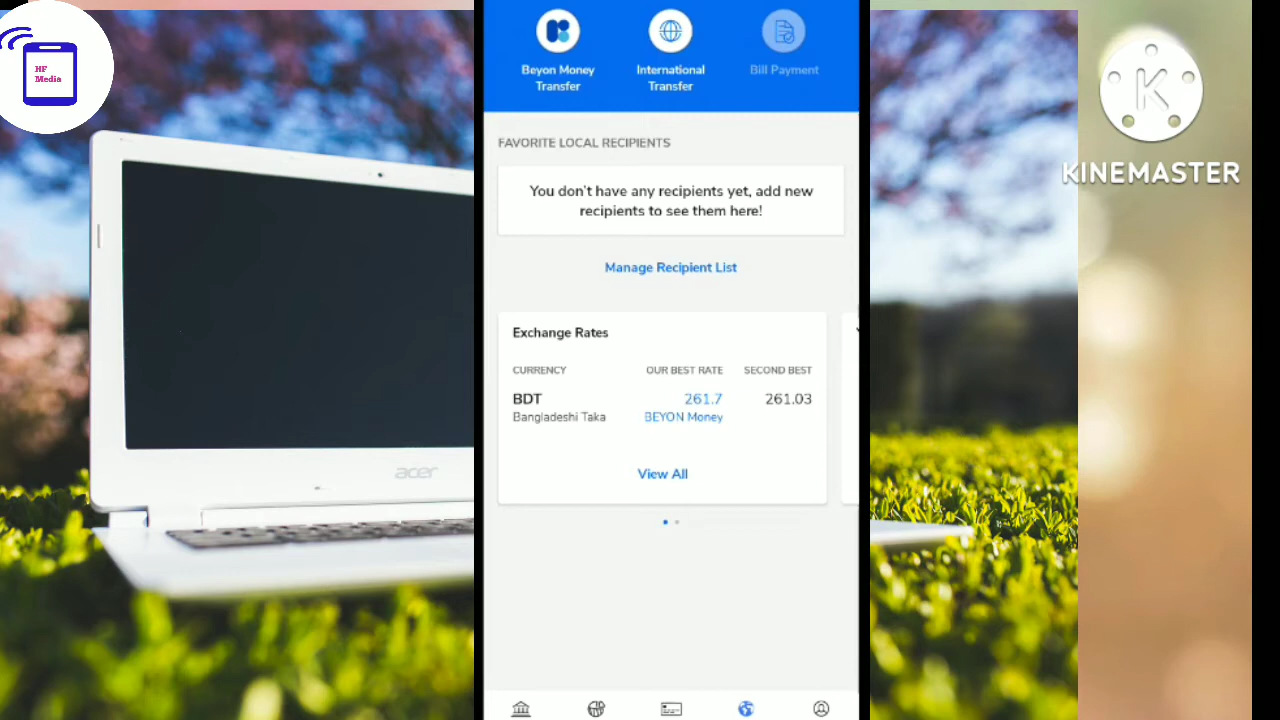 HF
Media
Beyon Money
Transfer
International
Transfer
Bill Payment
KINEMASTER
FAVORITE LOCAL RECIPIENTS
You don't have any recipients yet, add new
recipients to see them here!
Manage Recipient List
Exchange Rates
CURRENCY OUR BEST RATE SECOND BEST
BDT 261.7 261.03
Bangladeshi Taka BEYON Money
View All
acer